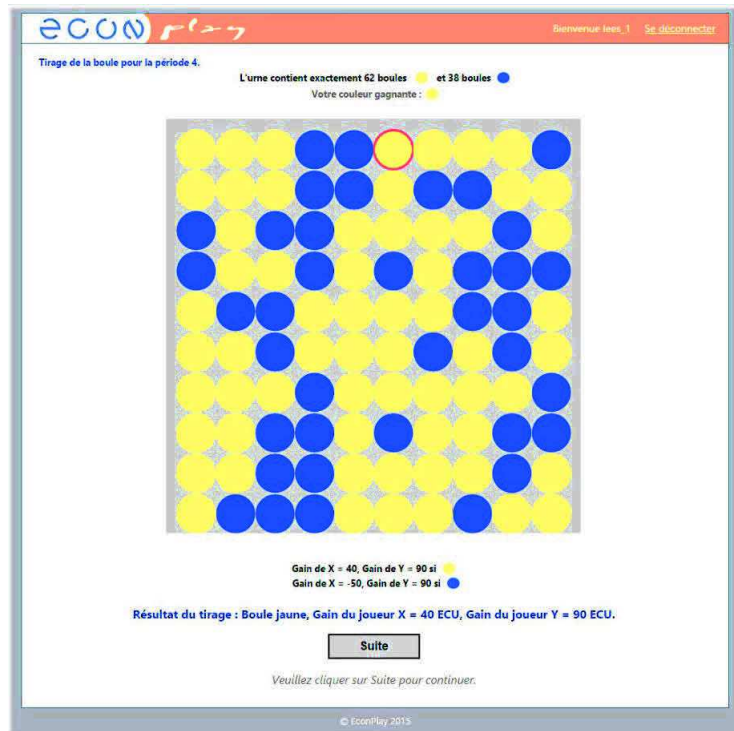 econ play
Bienvenue lees_1 Se déconnecter
Tirage de la boule pour la période 4.
L'urne contient exactement 62 boules et 38 boules
Votre couleur gagnante :
Gain de X = 40, Gain de Y = 90 si
Gain de X = -50, Gain de Y = 90 si
Résultat du tirage : Boule jaune, Gain du joueur X = 40 ECU, Gain du joueur Y = 90 ECU.
Suite
Veuillez cliquer sur Suite pour continuer.
© EconPlay 2015